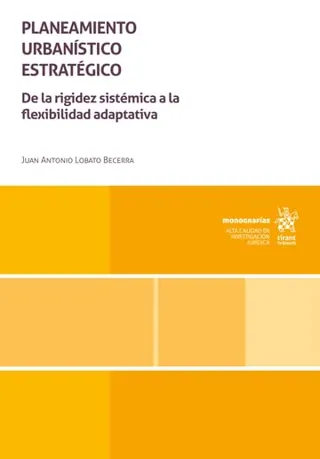 PLANEAMIENTO
URBANÍSTICO
ESTRATÉGICO
De la rigidez sistémica a la
flexibilidad adaptativa
JUAN ANTONIO LOBATO BECERRA
monografías
ALTA CALIDAD EN
INVESTIGACIÓN
JURÍDICA
tirant
lo blanch